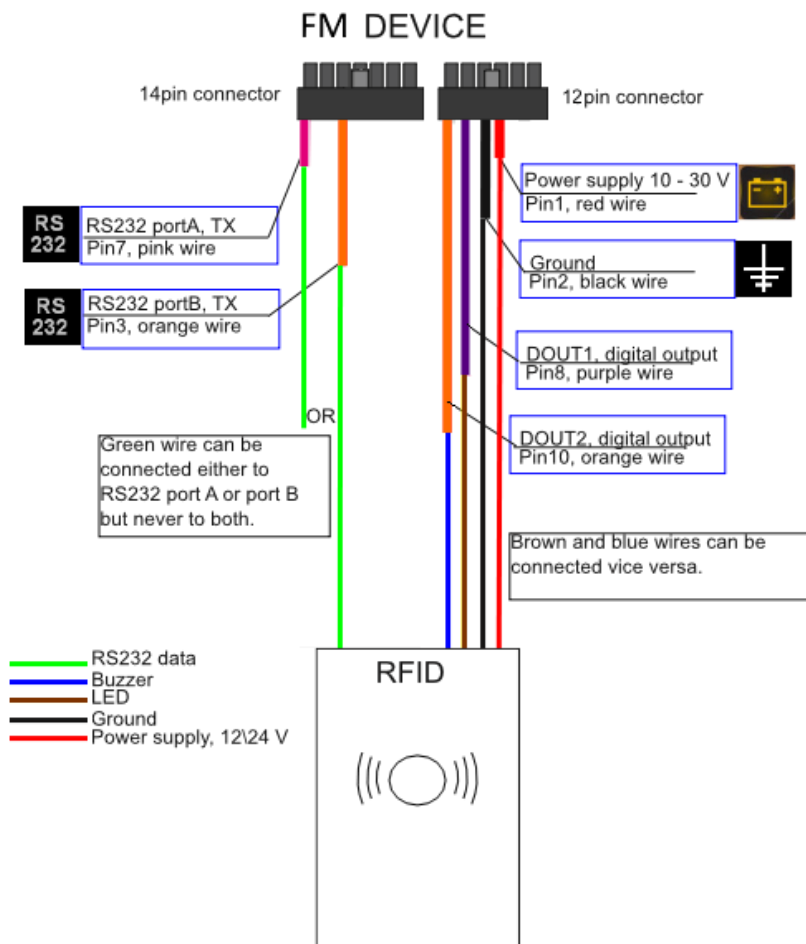 FM DEVICE
14pin connector
12pin connector
Power supply 10 - 30 V
Pin1, red wire
RS
232
RS232 portA, TX
Pin7, pink wire
Ground
Pin2, black wire
RS
232
RS232 portB, TX
Pin3, orange wire
DOUT1, digital output
Pin8, purple wire
OR
DOUT2, digital output
Pin10, orange wire
Green wire can be
connected either to
RS232 port A or port B
but never to both.
Brown and blue wires can be
connected vice versa.
RS232 data
Buzzer
LED
Ground
Power supply, 12\24 V
RFID